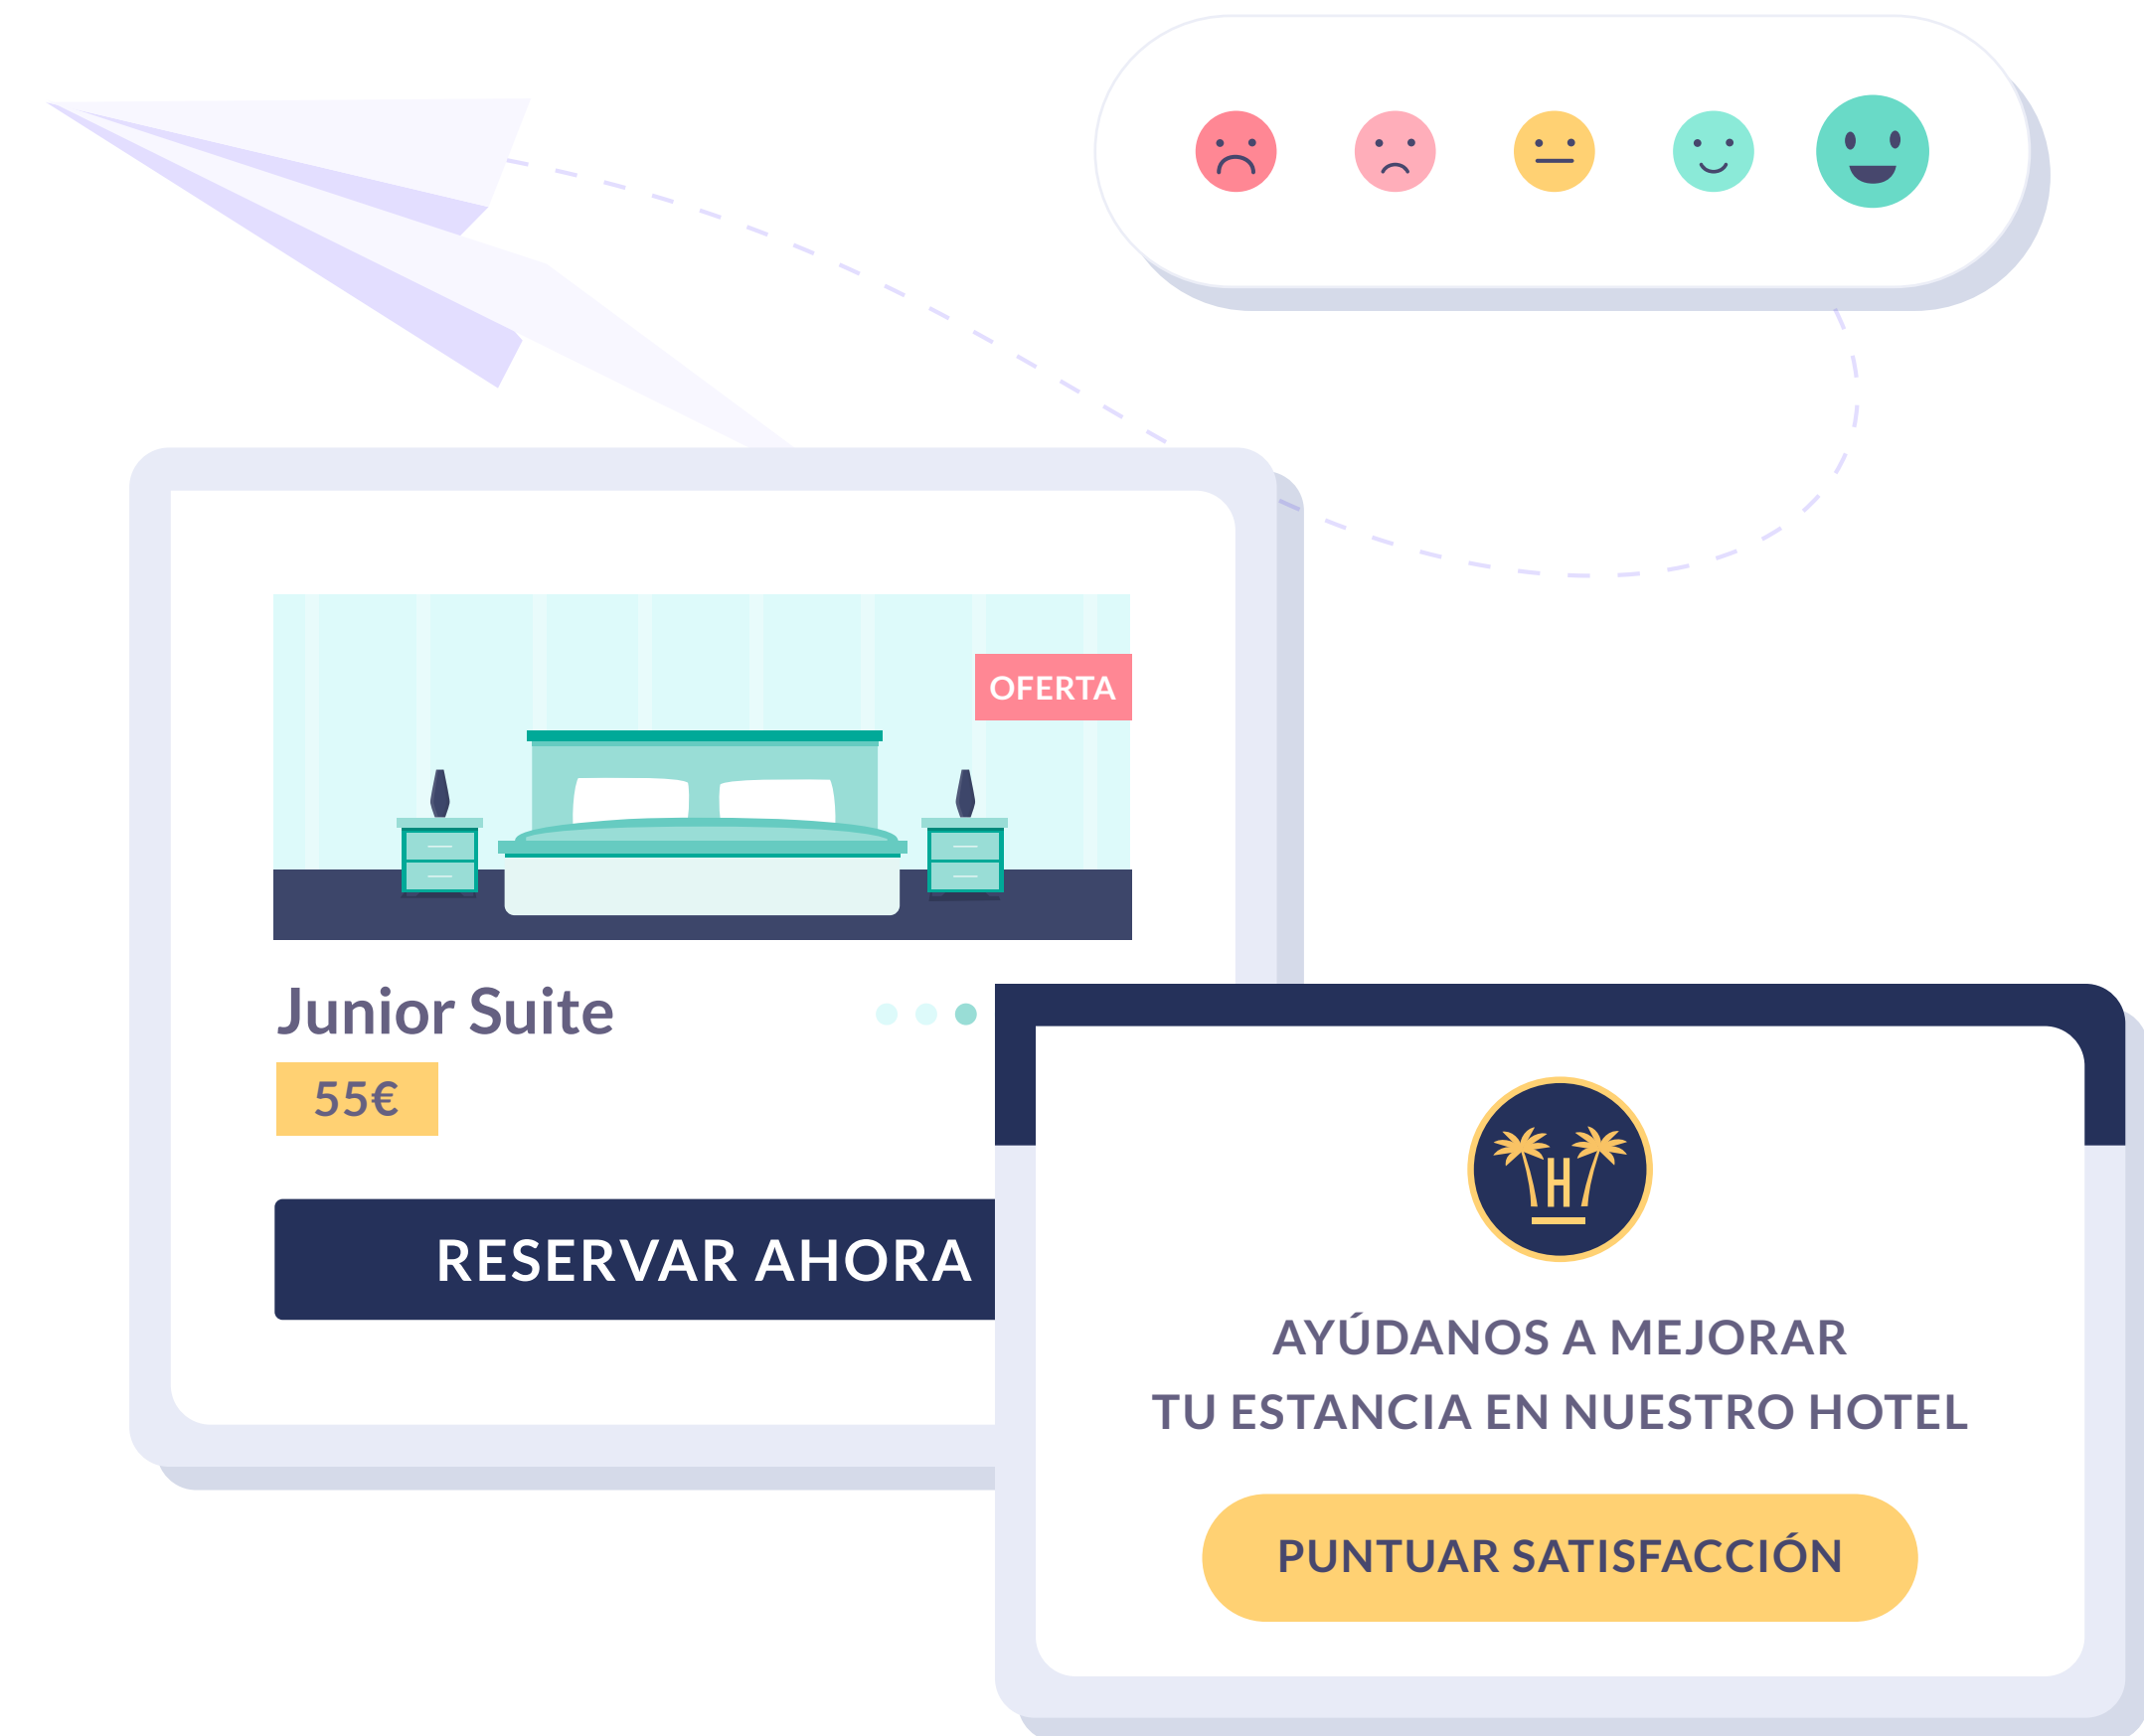 OFERTA
Junior Suite
55€
RESERVAR AHORA
H
AYÚDANOS A MEJORAR
TU ESTANCIA EN NUESTRO HOTEL
PUNTUAR SATISFACCIÓN